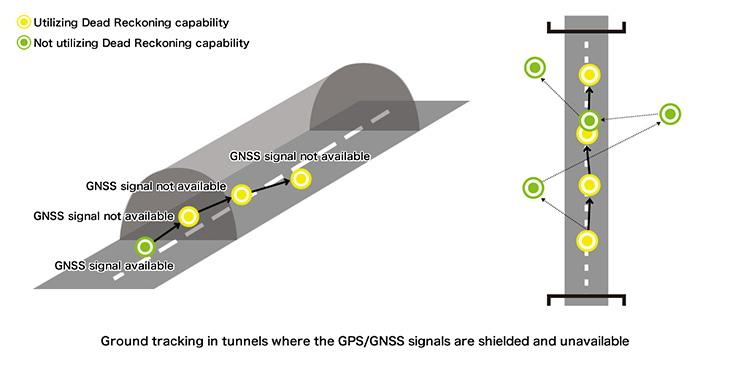 Utilizing Dead Reckoning capability
Not utilizing Dead Reckoning capability
GNSS signal not available
GNSS signal not available
GNSS signal not available
GNSS signal available
Ground tracking in tunnels where the GPS/GNSS signals are shielded and unavailable